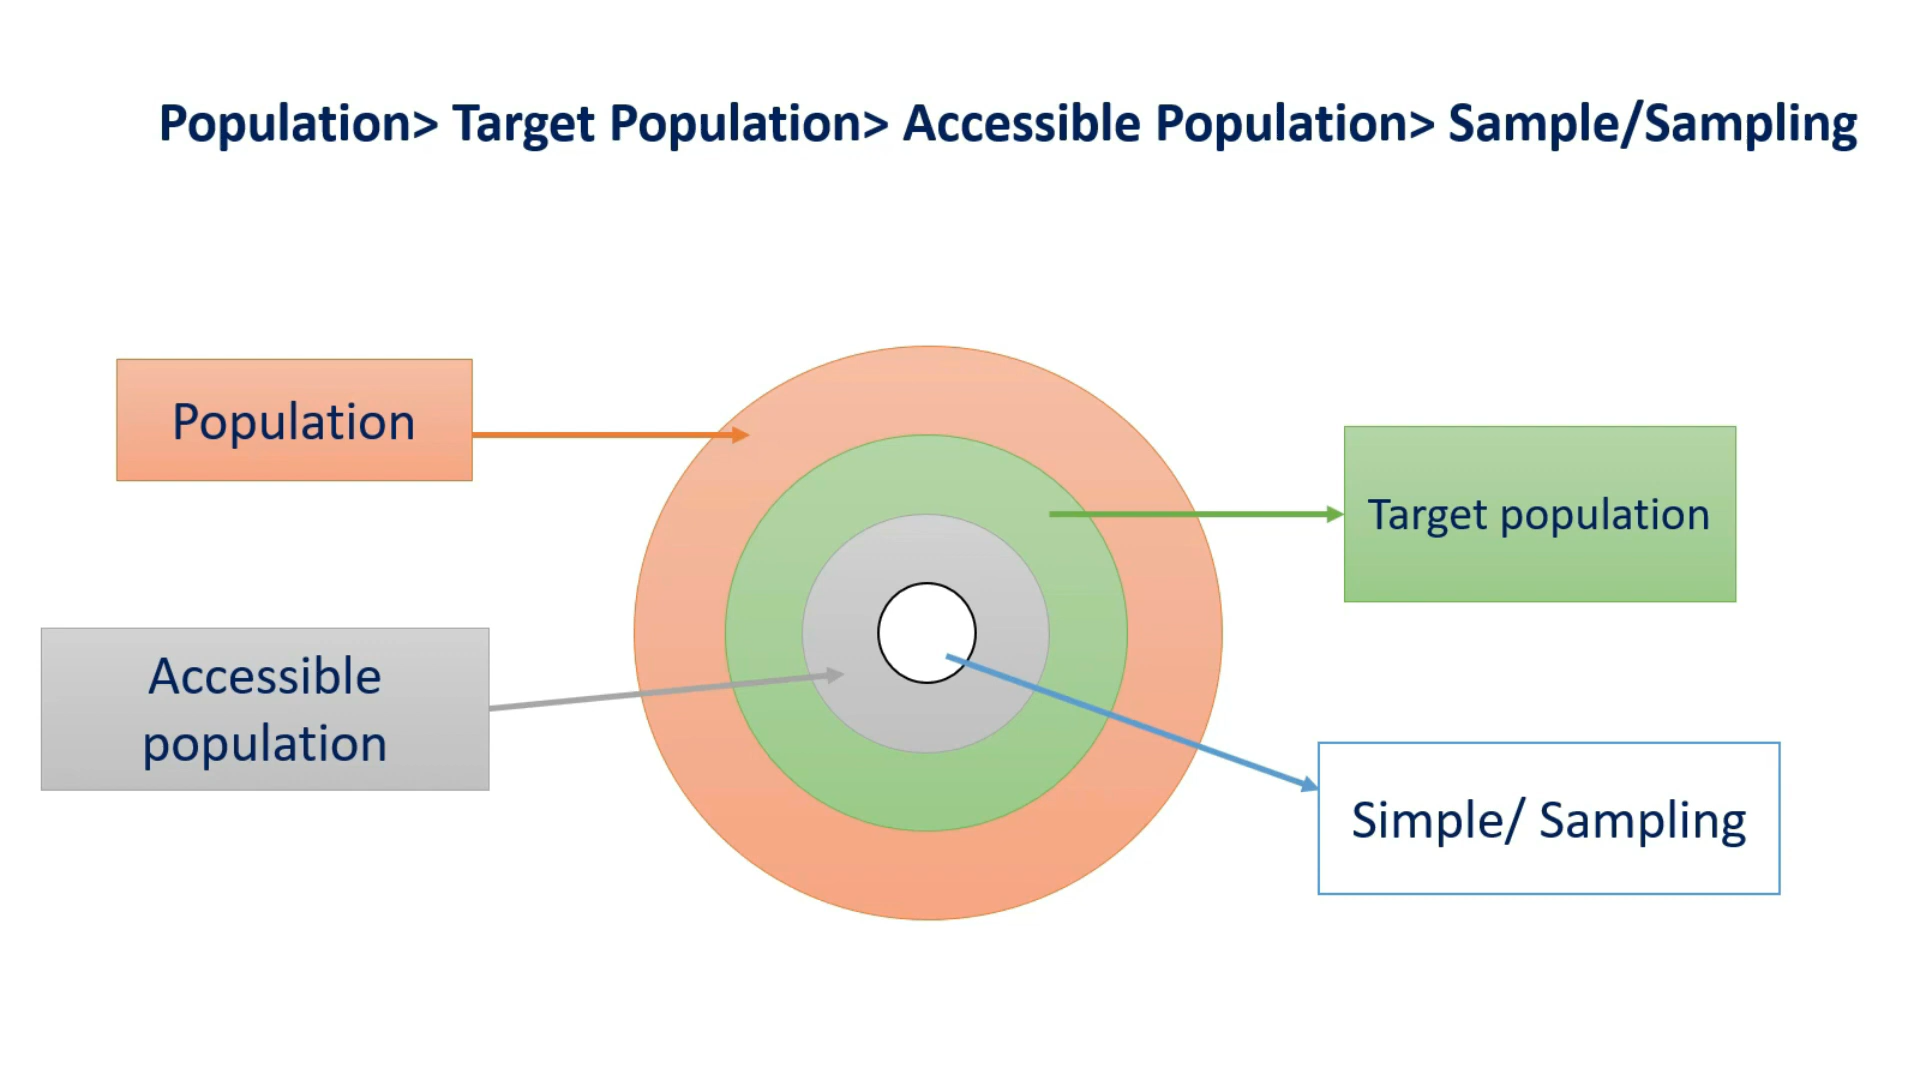 Population> Target Population> Accessible Population> Sample/Sampling
Population
Target population
Accessible
population
Simple/ Sampling